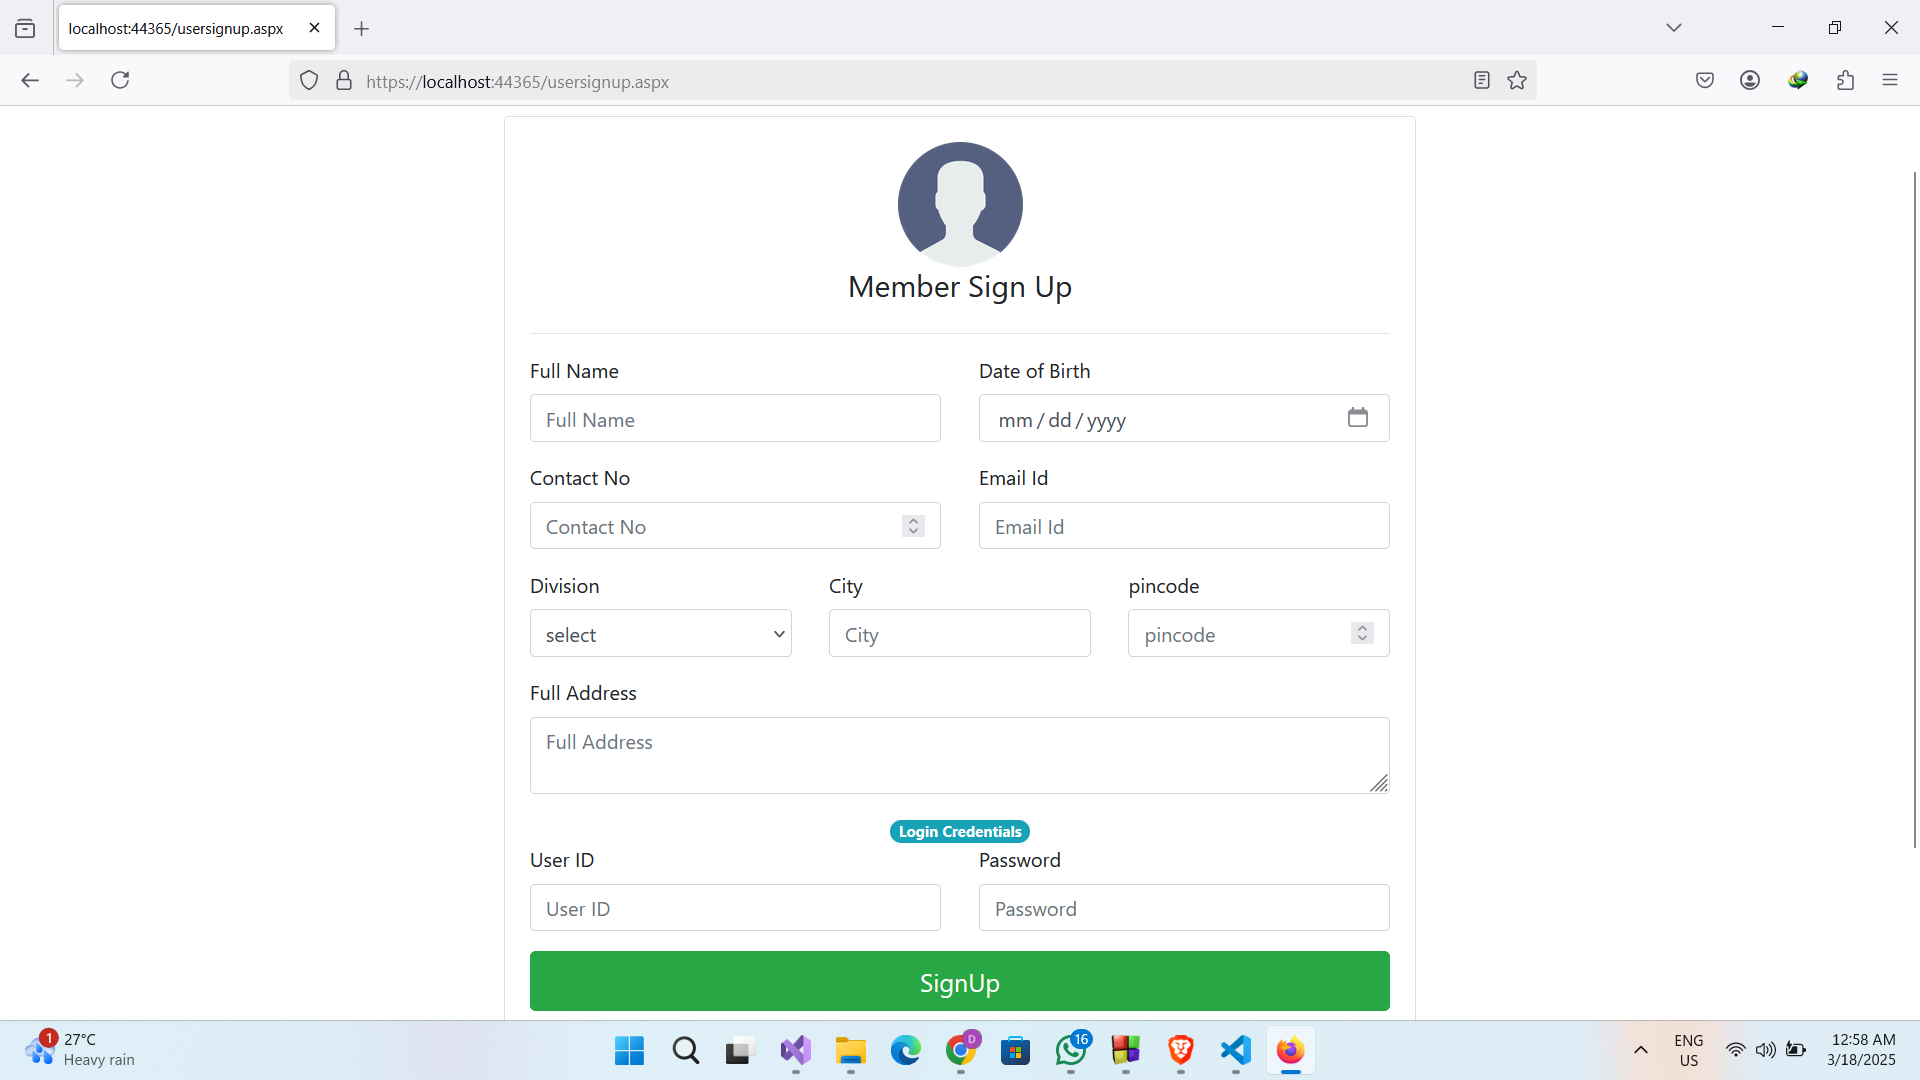 localhost:44365/usersignup.aspx
https://localhost:44365/usersignup.aspx
Member Sign Up
Full Name
Date of Birth
Full Name
mm / dd / yyyy
Contact No
Email Id
Contact No
Email Id
Division
City
pincode
select
City
pincode
Full Address
Full Address
Login Credentials
User ID
Password
User ID
Password
SignUp
1
27°C
Heavy rain
D
16
ENG
US
12:58 AM
3/18/2025